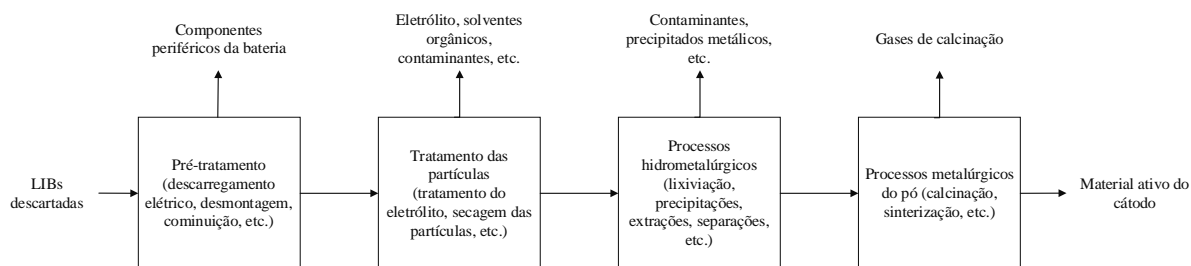 Componentes
periféricos da bateria
Eletrólito, solventes
orgânicos,
contaminantes, etc.
Contaminantes,
precipitados metálicos,
etc.
Gases de calcinação
LIBs
descartadas
Pré-tratamento
(descarregamento
elétrico, desmontagem,
cominuição, etc.)
Tratamento das
partículas
(tratamento do
eletrólito, secagem das
partículas, etc.)
Processos
hidrometalúrgicos
(lixiviação,
precipitações,
extrações, separações,
etc.)
Processos metalúrgicos
do pó (calcinação,
sinterização, etc.)
Material ativo do
cátodo